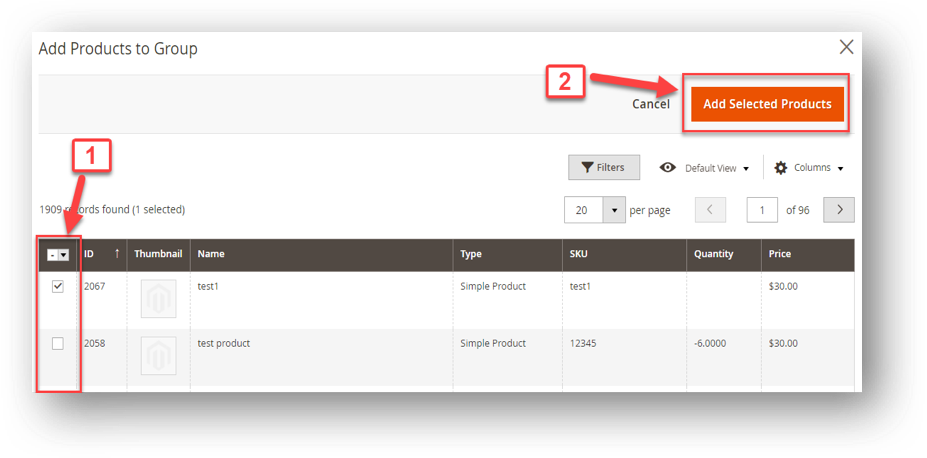 Add Products to Group
2
Cancel
Add Selected Products
1
Filters
Default View
Columns
1909 records found (1 selected)
20
per page
1
of 96
ID ↑ Thumbnail Name Type SKU Quantity Price
2067 test1 Simple Product test1 $30.00
2058 test product Simple Product 12345 -6.0000 $30.00